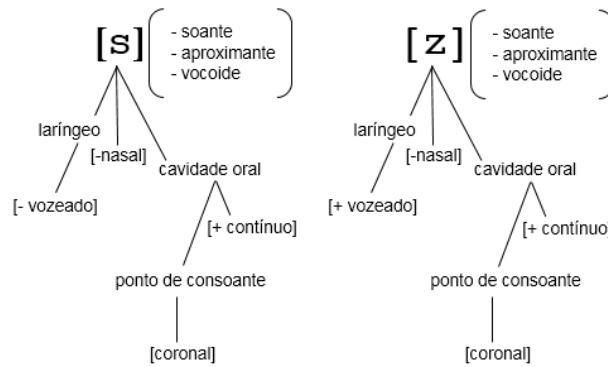 [s]
- soante
- aproximante
- vocoide
laríngeo
[-nasal]
cavidade oral
[- vozeado]
[+ contínuo]
ponto de consoante
[coronal]
[z]
- soante
- aproximante
- vocoide
laríngeo
[-nasal]
cavidade oral
[+ vozeado]
[+ contínuo]
ponto de consoante
[coronal]